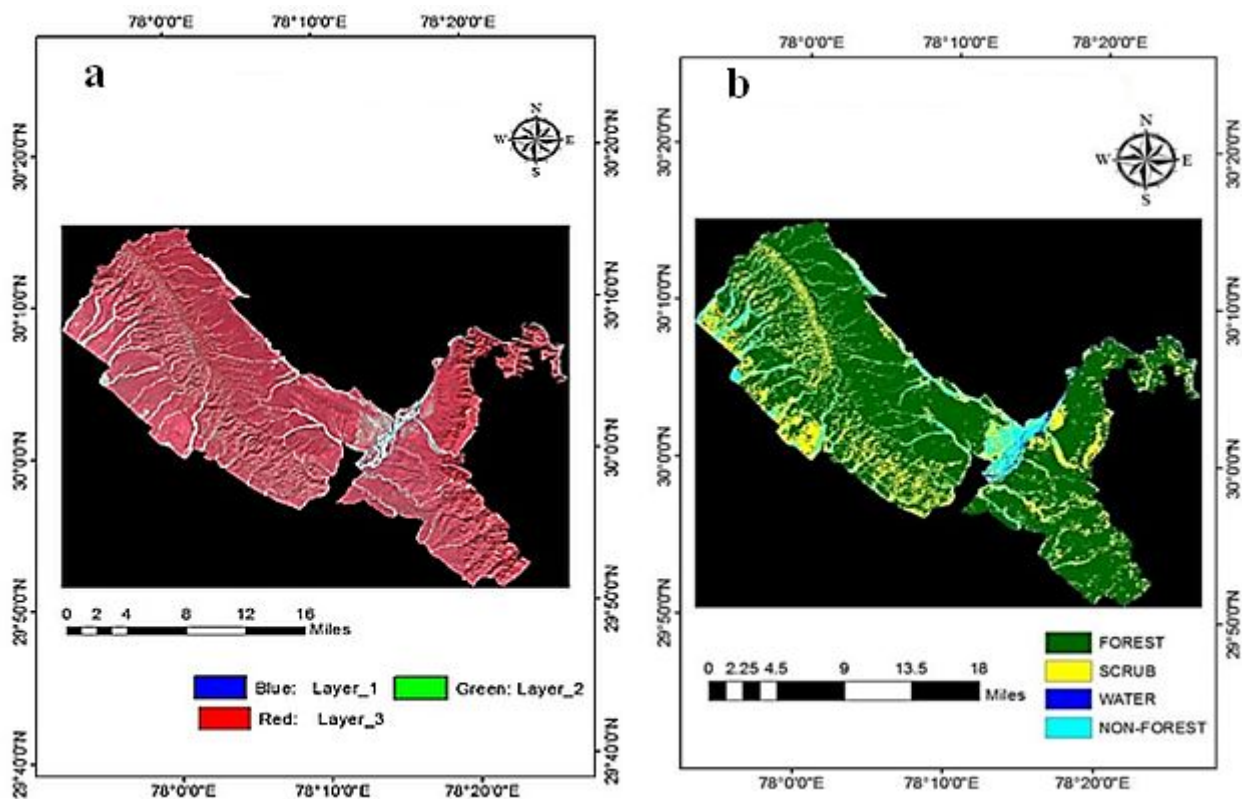 78°0'0"E 78°10'0"E 78°20'0"E
a
N
W E
S
30°20'0"N
30°10'0"N
30°0'0"N
29°50'0"N
29°40'0"N
30°20'0"N
30°10'0"N
30°0'0"N
29°50'0"N
29°40'0"N
0 2 4 8 12 16
Miles
Blue: Layer_1 Green: Layer_2
Red: Layer_3
78°0'0"E 78°10'0"E 78°20'0"E
78°0'0"E 78°10'0"E 78°20'0"E
b
N
W E
S
30°20'0"N
30°10'0"N
30°0'0"N
29°50'0"N
30°20'0"N
30°10'0"N
30°0'0"N
29°50'0"N
0 2.25 4.5 9 13.5 18
Miles
FOREST
SCRUB
WATER
NON-FOREST
78°0'0"E 78°10'0"E 78°20'0"E